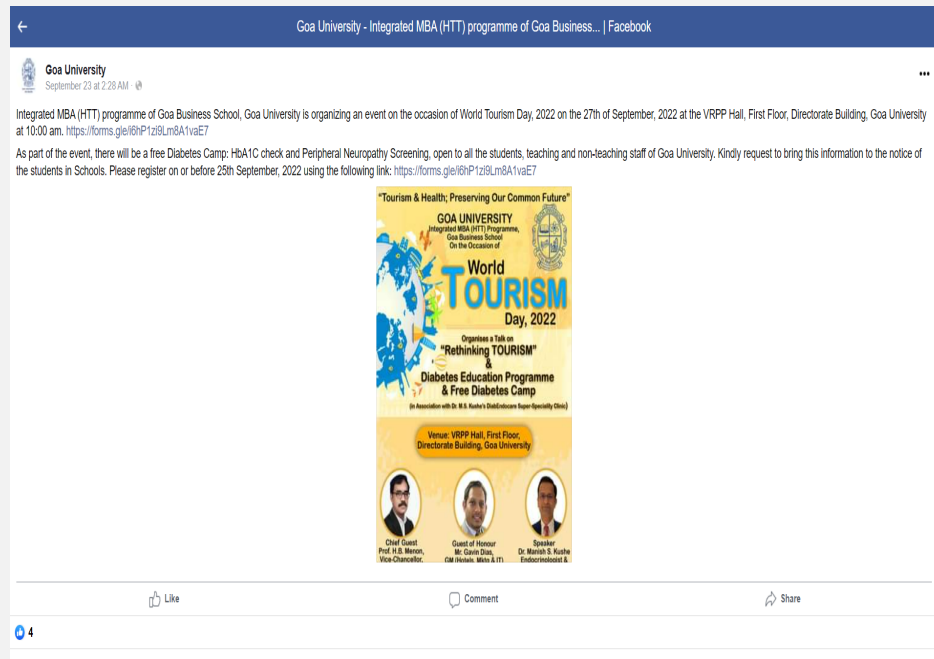 Goa University - Integrated MBA (HTT) programme of Goa Business... | Facebook
Goa University
September 23 at 2:28 AM ·
Integrated MBA (HTT) programme of Goa Business School, Goa University is organizing an event on the occasion of World Tourism Day, 2022 on the 27th of September, 2022 at the VRPP Hall, First Floor, Directorate Building, Goa University
at 10:00 am. https://forms.gle/i6hP1zi9Lm8A1vaE7
As part of the event, there will be a free Diabetes Camp: HbA1C check and Peripheral Neuropathy Screening, open to all the students, teaching and non-teaching staff of Goa University. Kindly request to bring this information to the notice of
the students in Schools. Please register on or before 25th September, 2022 using the following link: https://forms.gle/i6hP1zi9Lm8A1vaE7
"Tourism & Health; Preserving Our Common Future"
GOA UNIVERSITY
Integrated MBA (HTT) Programme,
Goa Business School
On the Occasion of
World
TOURISM
Day, 2022
Organises a Talk on
"Rethinking TOURISM"
&
Diabetes Education Programme
& Free Diabetes Camp
(in Association with Dr. M.S. Kushe's DiabEndocare Super-Speciality Clinic)
Venue: VRPP Hall, First Floor,
Directorate Building, Goa University
Chief Guest
Prof. H.B. Menon,
Vice-Chancellor,
Guest of Honour
Mr. Gavin Dias,
GM (Hotels, Mktg & IT)
Speaker
Dr. Manish S. Kushe
Endocrinologist &
Like
Comment
Share
4